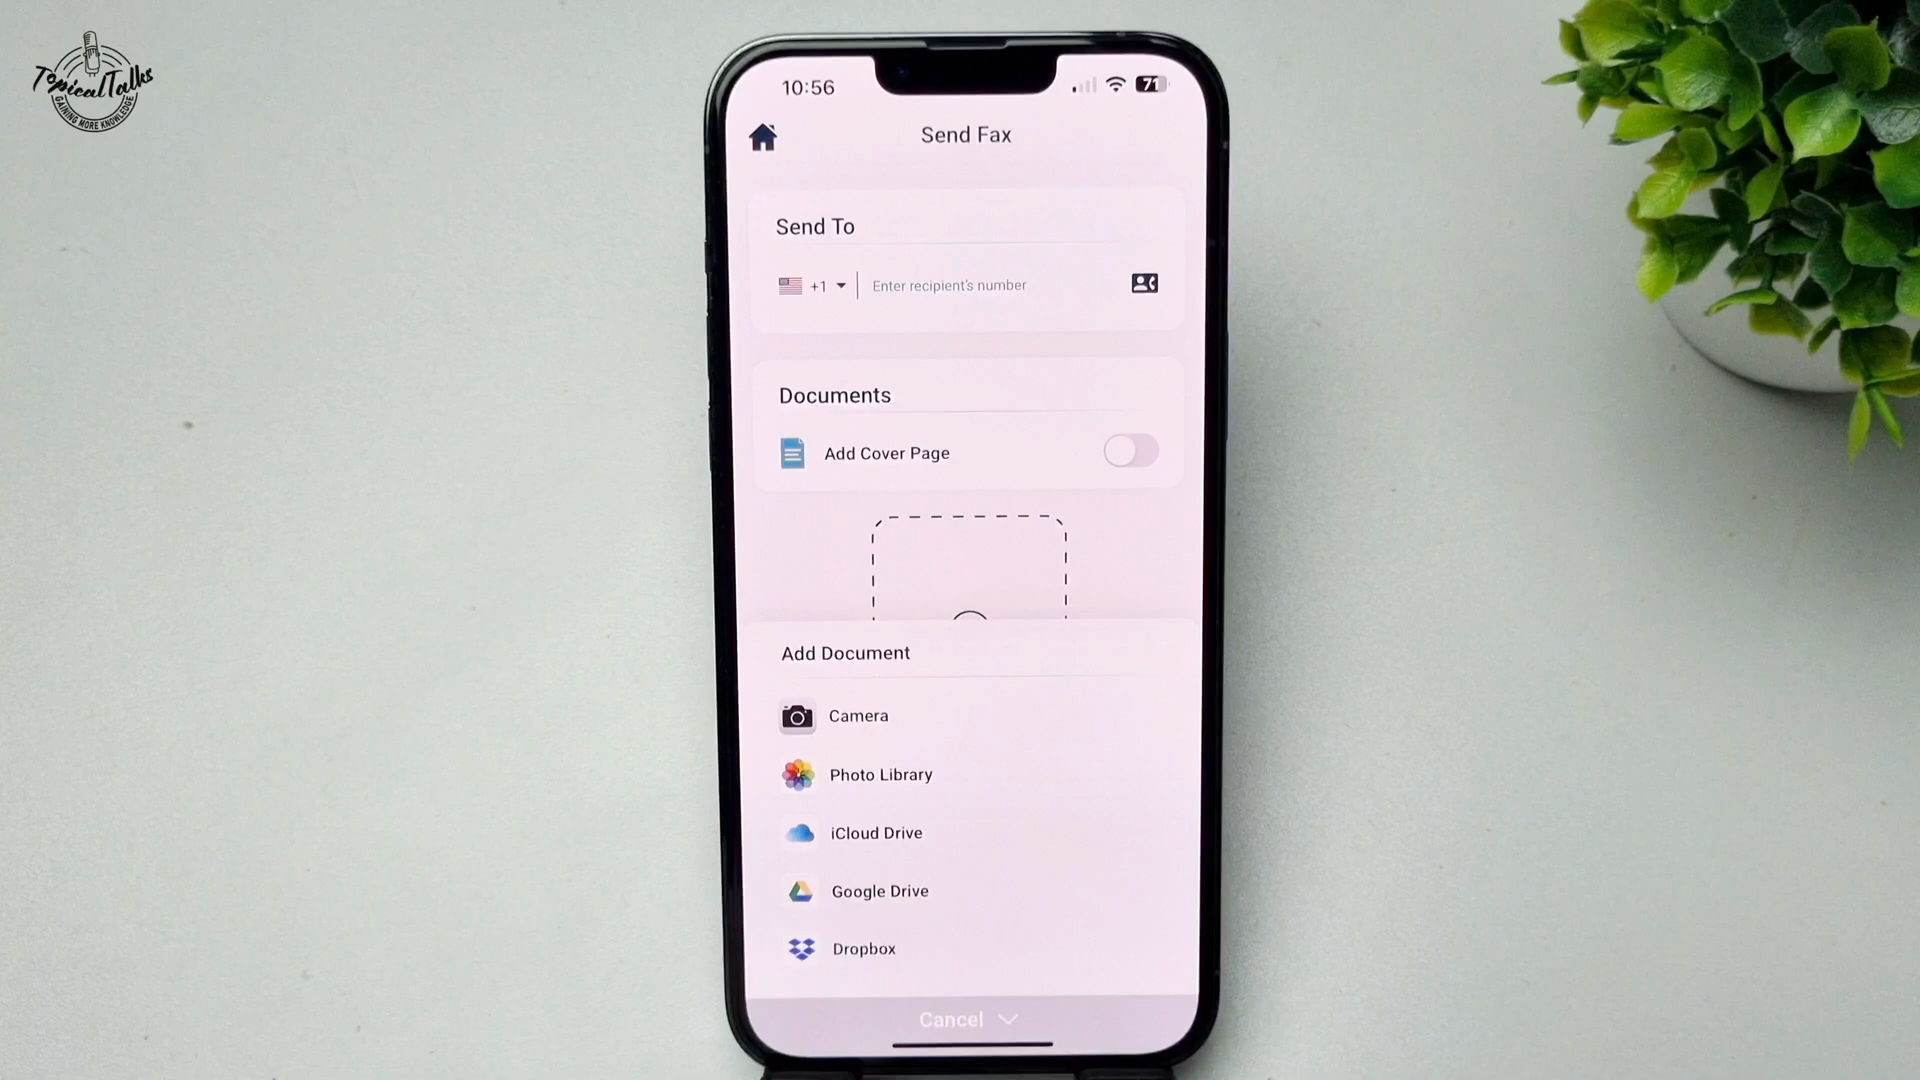 TopicalTalks
GAINING MORE KNOWLEDGE
10:56
71
Send Fax
Send To
+1
Enter recipient's number
Documents
Add Cover Page
Add Document
Camera
Photo Library
iCloud Drive
Google Drive
Dropbox
Cancel